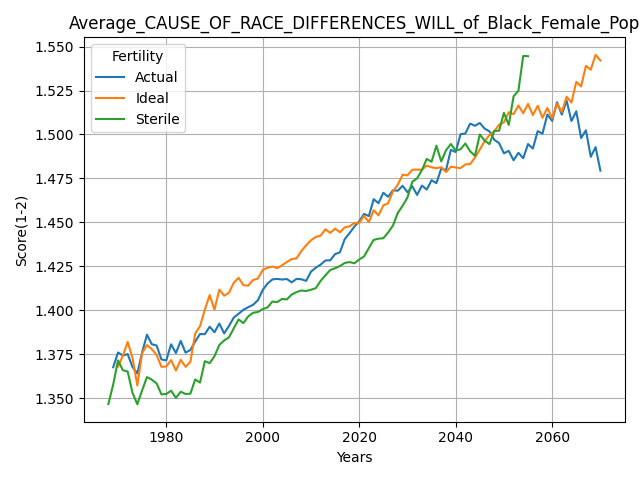 Average_CAUSE_OF_RACE_DIFFERENCES_WILL_of_Black_Female_Pop
Fertility
Actual
Ideal
Sterile
Score(1-2)
1.550
1.525
1.500
1.475
1.450
1.425
1.400
1.375
1.350
1980 2000 2020 2040 2060
Years